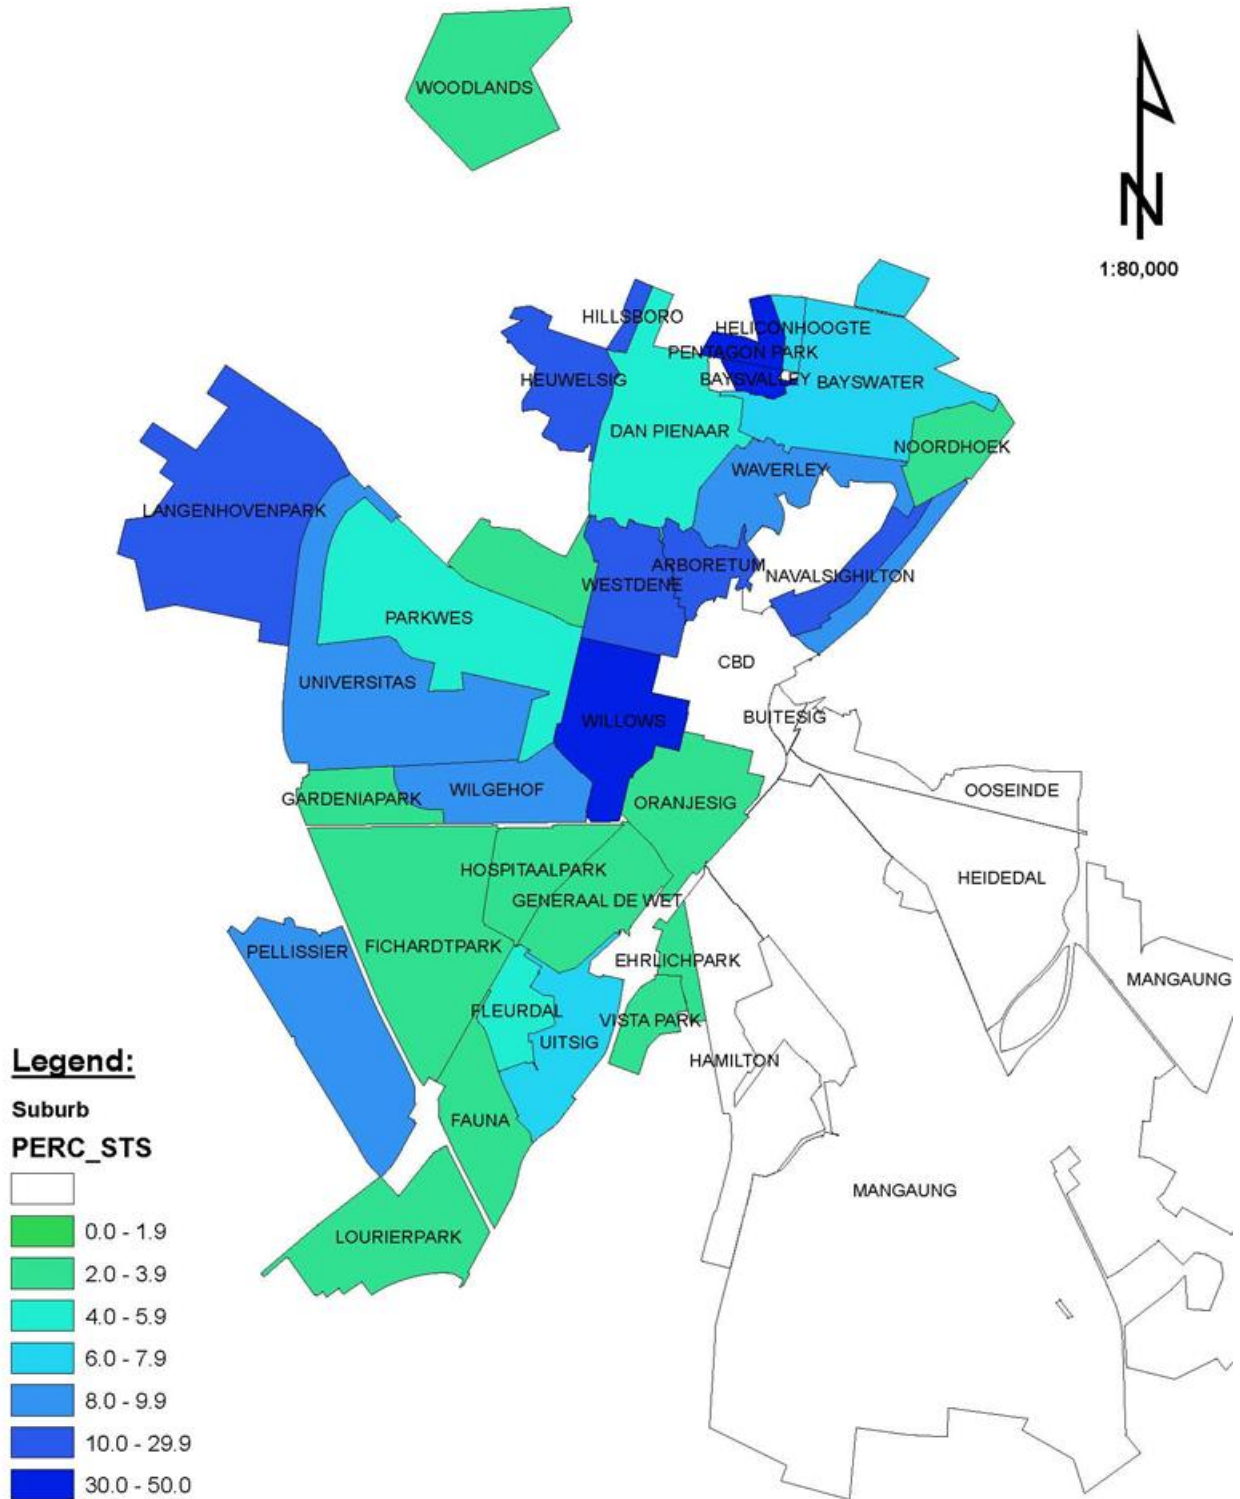 WOODLANDS
N
1:80,000
HILLSBORO
HELICONHOOGTE
PENTAGON PARK
HEUWELSIG
BAYSVALLEY
BAYSWATER
DAN PIENAAR
NOORDHOEK
WAVERLEY
LANGENHOVENPARK
ARBORETUM
NAVALSIGHILTON
WESTDENE
PARKWES
CBD
UNIVERSITAS
WILLOWS
BUITESIG
WILGEHOF
OOSEINDE
GARDENIAPARK
ORANJESIG
HOSPITAALPARK
HEIDEDAL
GENERAAL DE WET
FICHARDTPARK
PELLISSIER
EHRLICHPARK
MANGAUNG
FLEURDAL
VISTA PARK
UITSIG
HAMILTON
FAUNA
MANGAUNG
LOURIERPARK
Legend:
Suburb
PERC_STS
0.0 - 1.9
2.0 - 3.9
4.0 - 5.9
6.0 - 7.9
8.0 - 9.9
10.0 - 29.9
30.0 - 50.0